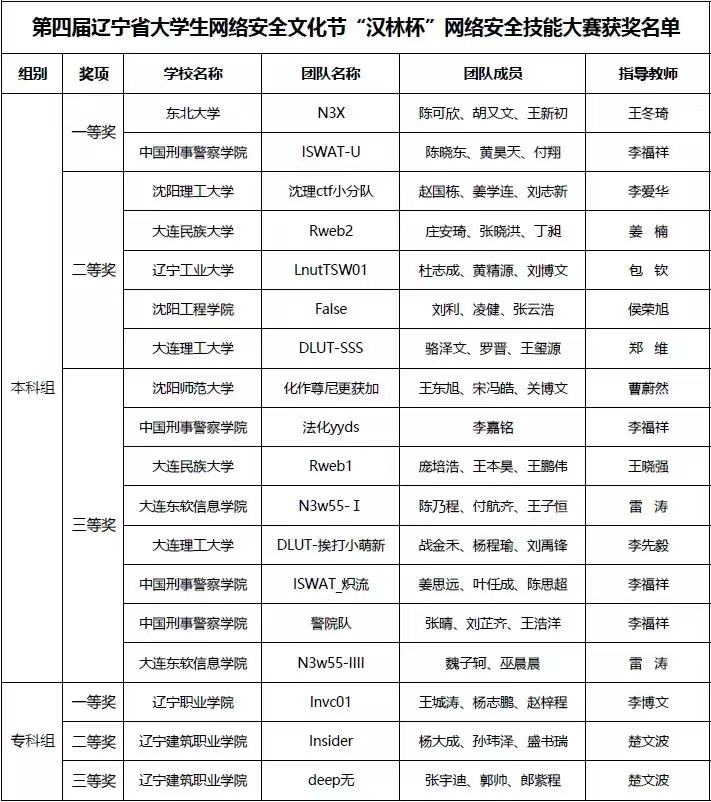 第四届辽宁省大学生网络安全文化节“汉林杯”网络安全技能大赛获奖名单
组别 奖项 学校名称 团队名称 团队成员 指导教师
本科组 一等奖 东北大学 N3X 陈可欣、胡又文、王新初 王冬琦
中国刑事警察学院 ISWAT-U 陈晓东、黄昊天、付翔 李福祥
二等奖 沈阳理工大学 沈理ctf小分队 赵国栋、姜学连、刘志新 李爱华
大连民族大学 Rweb2 庄安琦、张晓洪、丁昶 姜 楠
辽宁工业大学 LnutTSW01 杜志成、黄精源、刘博文 包 钦
沈阳工程学院 False 刘利、凌健、张云浩 侯荣旭
大连理工大学 DLUT-SSS 骆泽文、罗晋、王玺源 郑 维
三等奖 沈阳师范大学 化作尊尼更获加 王东旭、宋冯皓、关博文 曹蔚然
中国刑事警察学院 法化yyds 李嘉铭 李福祥
大连民族大学 Rweb1 庞培浩、王本昊、王鹏伟 王晓强
大连东软信息学院 N3w55-Ⅰ 陈乃程、付航齐、王子恒 雷 涛
大连理工大学 DLUT-挨打小萌新 战金禾、杨程瑜、刘禹锋 李先毅
中国刑事警察学院 ISWAT_炽流 姜思远、叶任成、陈思超 李福祥
中国刑事警察学院 警院队 张晴、刘芷齐、王浩洋 李福祥
大连东软信息学院 N3w55-IIII 魏子轲、巫晨晨 雷 涛
专科组 一等奖 辽宁职业学院 Invc01 王城涛、杨志鹏、赵梓程 李博文
二等奖 辽宁建筑职业学院 Insider 杨大成、孙玮泽、盛书瑞 楚文波
三等奖 辽宁建筑职业学院 deep无 张宇迪、郭帅、郎紫程 楚文波